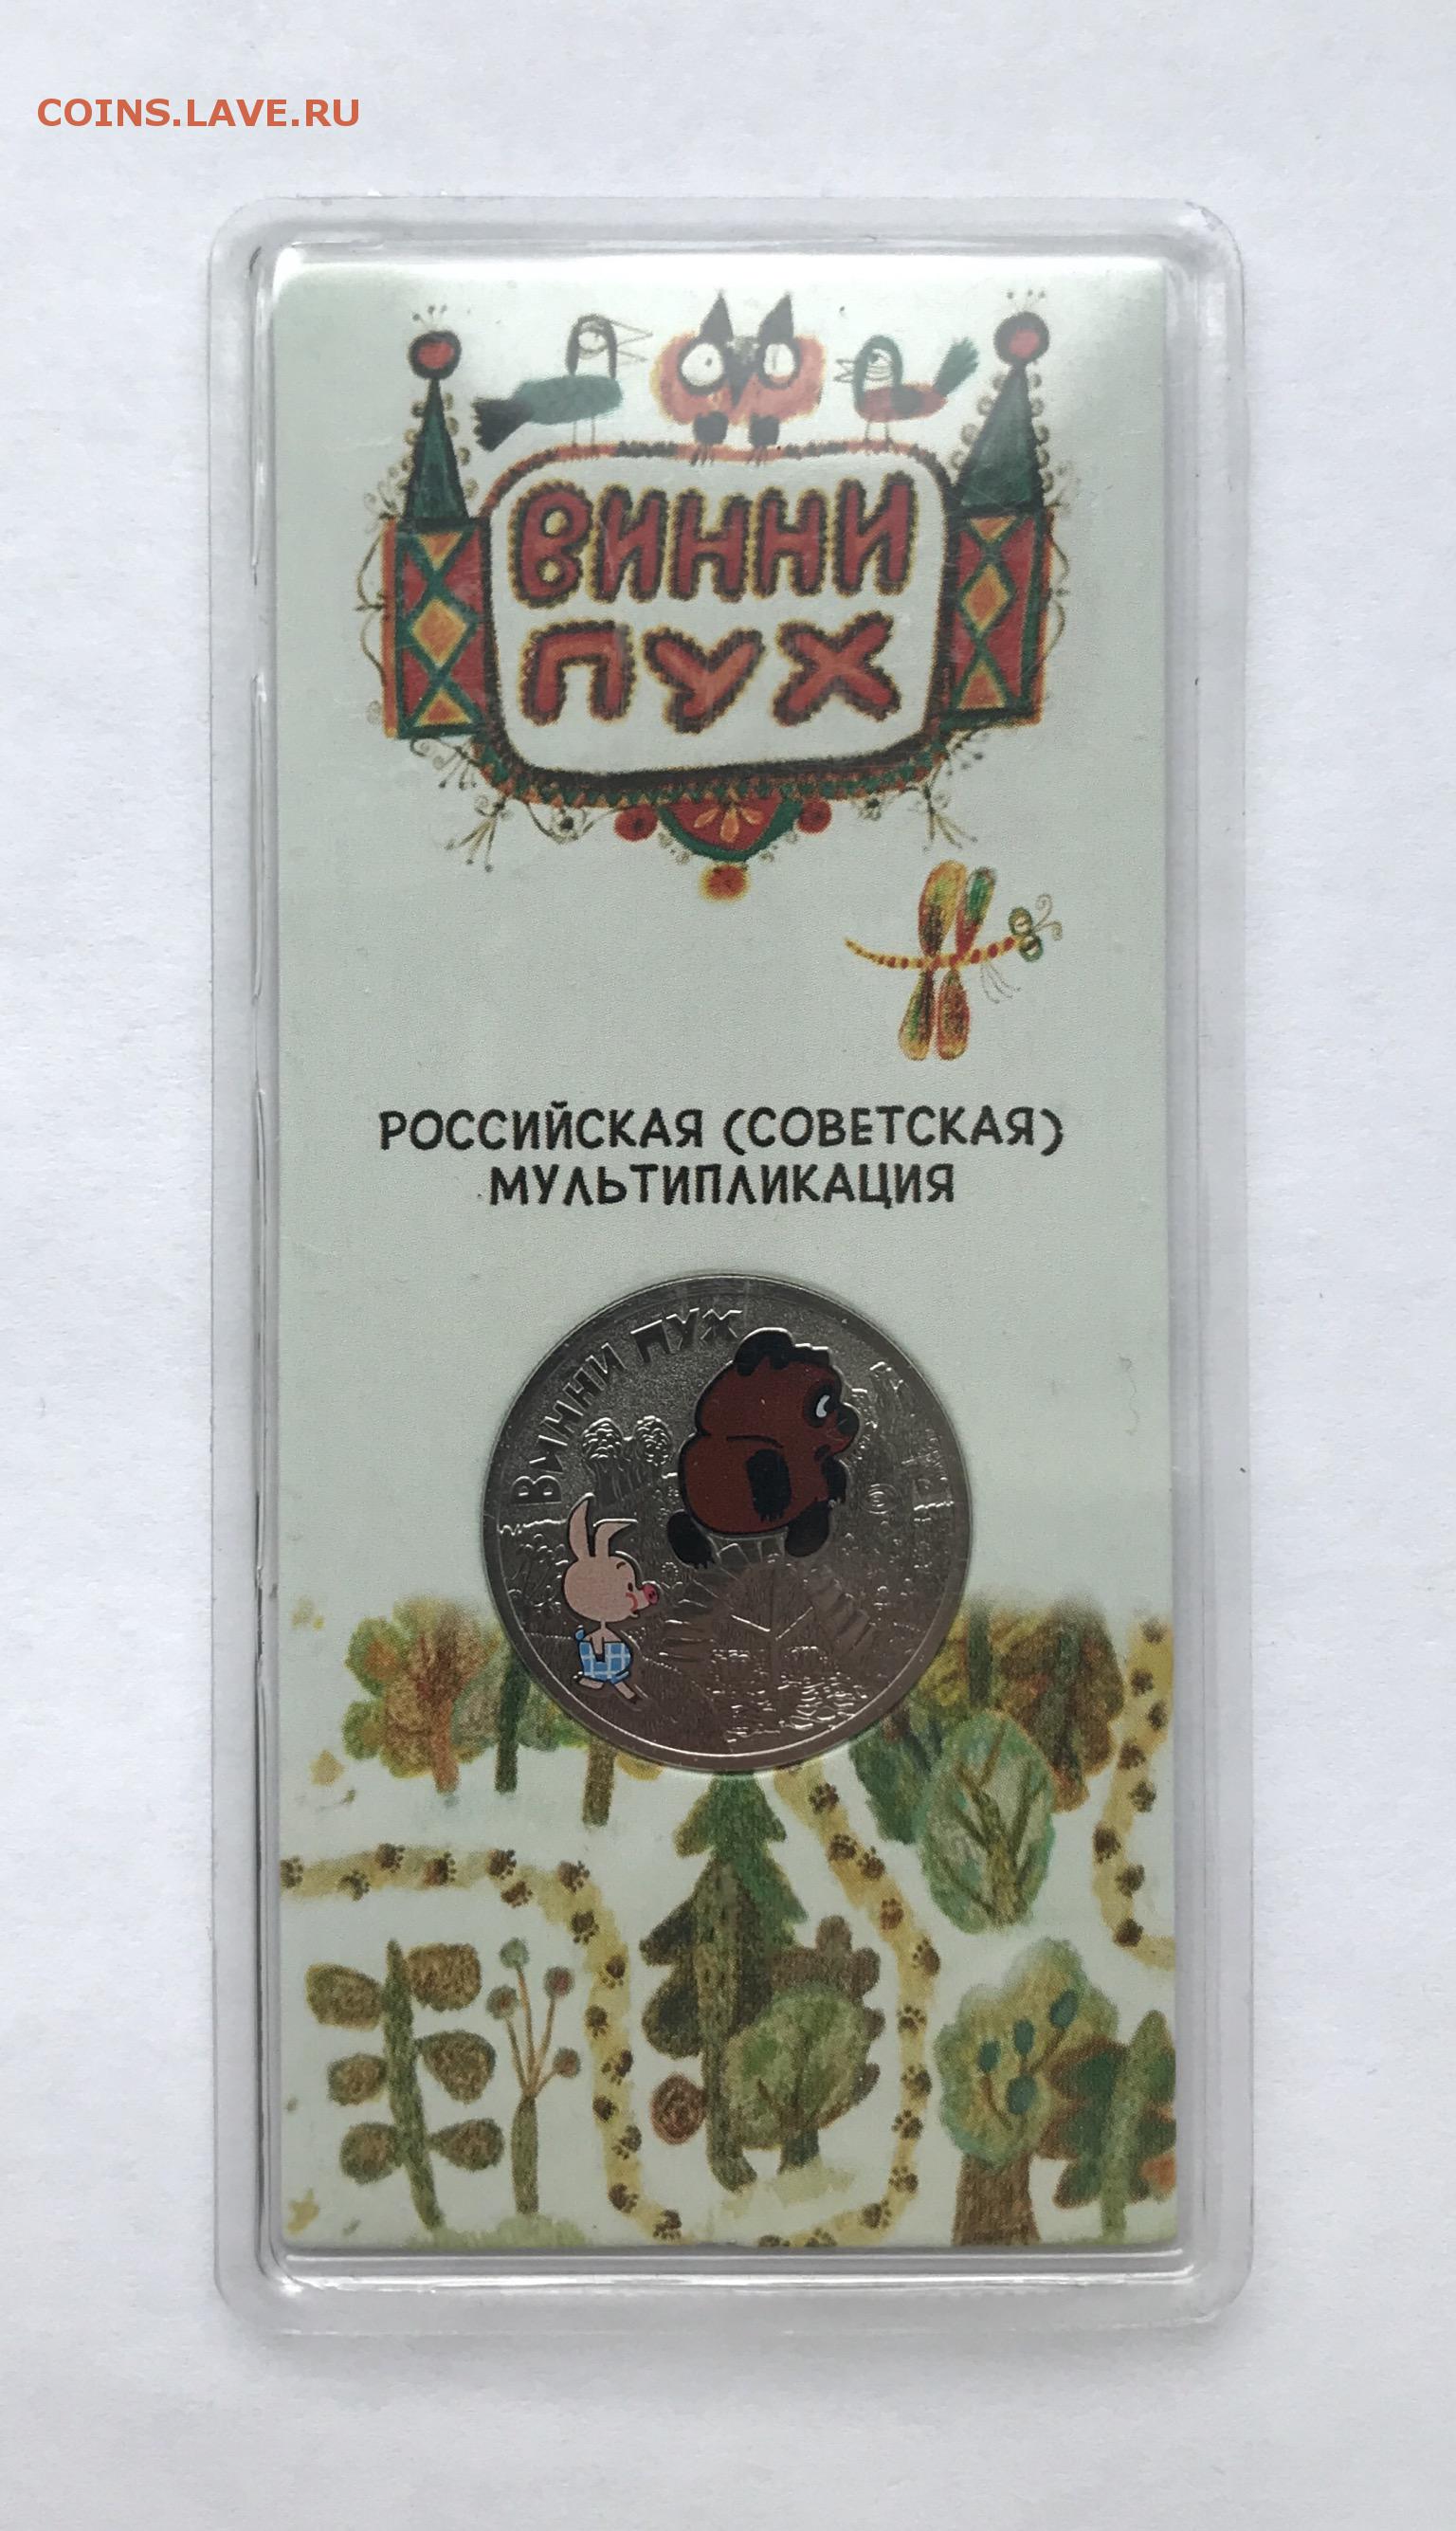 COINS.LAVE.RU
ВИННИ
ПУХ
РОССИЙСКАЯ (СОВЕТСКАЯ)
МУЛЬТИПЛИКАЦИЯ
ВИННИ ПУХ